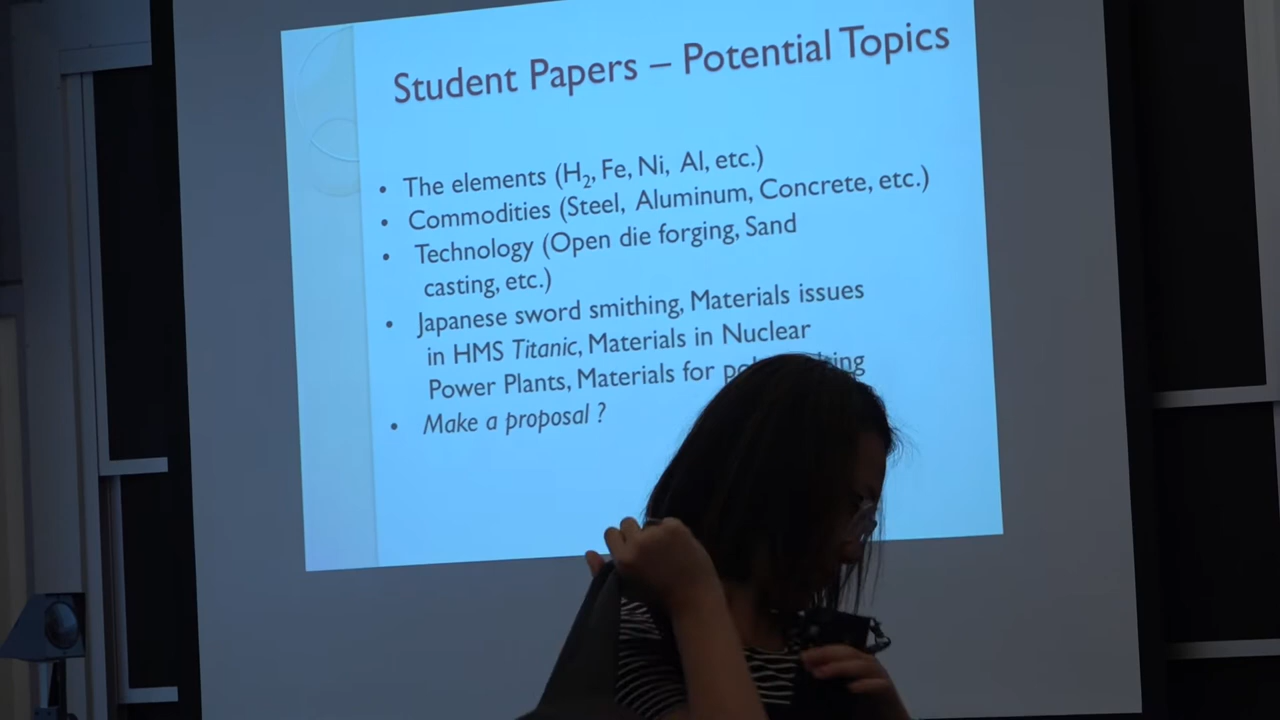 Student Papers – Potential Topics
• The elements (H₂, Fe, Ni, Al, etc.)
• Commodities (Steel, Aluminum, Concrete, etc.)
• Technology (Open die forging, Sand
casting, etc.)
• Japanese sword smithing, Materials issues
in HMS Titanic, Materials in Nuclear
Power Plants, Materials for
• Make a proposal ?